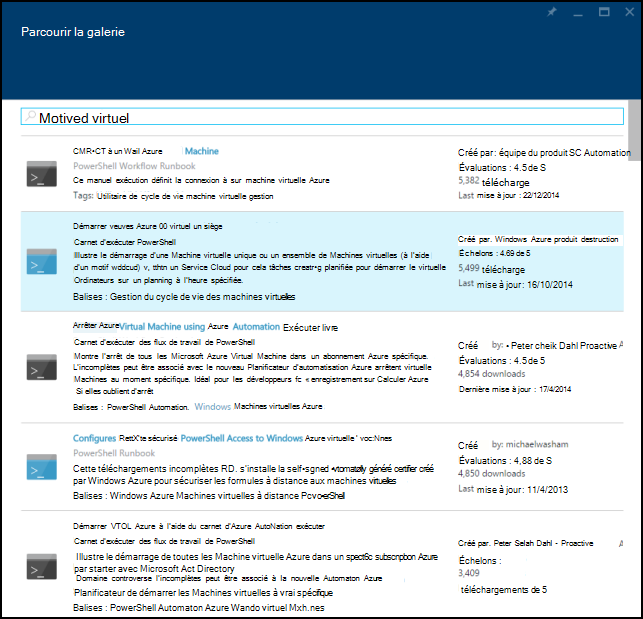 Parcourir la galerie
Motived virtuel
CMR•CT à un Wail Azure Machine
PowerShell Workflow Runbook
Ce manuel exécution définit la connexion à sur machine virtuelle Azure
Tags: Utilitaire de cycle de vie machine virtuelle gestion
Créé par: équipe du produit SC Automation
Évaluations : 4.5 de S
5,382 télécharge
Last mise à jour : 22/12/2014
Démarrer veuves Azure 00 virtuel un siège
Carnet d'exécuter PowerShell
Illustre le démarrage d'une Machine virtuelle unique ou un ensemble de Machines virtuelles (à l'aide
d'un motif wddcud) v, tthtn un Service Cloud pour cela tâches creatr•g planifiée pour démarrer le virtuelle
Ordinateurs sur un planning à l'heure spécifiée.
Balises : Gestion du cycle de vie des machines virtuelles
Créé par. Windows Azure produit destruction
Échelons : 4.69 de 5
5,499 télécharge
Last mise à jour: 16/10/2014
Arrêter Azure Virtual Machine using Azure Automation Exécuter livre
Carnet d'exécuter des flux de travail de PowerShell
Montre l'arrêt de tous les Microsoft Azure Virtual Machine dans un abonnement Azure spécifique.
L'incomplètes peut être associé avec le nouveau Planificateur d'automatisation Azure arrêtent virtuelle
Machines au moment spécifique. Idéal pour les développeurs fc « enregistrement voc:sur Calculer Azure
Si elles oublient d'arrêt
Balises : PowerShell Automation. Windows Machines virtuelles Azure
Créé by: • Peter cheik Dahl Proactive A
Évaluations : 4.5 de 5
4,854 downloads
Dernière mise à jour : 17/4/2014
Configures RettX'te sécurisé PowerShell Access to Windows Azure virtuelle ' voc:Nnes
PowerShell Runbook
Cette téléchargements incomplètes RD. s'installe la self•sgned •vtomatolly généré certifier créé
par Windows Azure pour sécuriser les formules à distance aux machines virtuelles
Balises : Windows Azure Machines virtuelles à distance Pcvo•erShell
Créé by: michaelwasham
Évaluations : 4,88 de S
4,850 downloads
Last mise à jour : 11/4/2013
Démarrer VTOL Azure à l'aide du carnet d'Azure AutoNation exécuter
Carnet d'exécuter des flux de travail de PowerShell
Illustre le démarrage de toutes les Machine virtuelle Azure dans un spect6c subscnpbon Azure
par starter avec Microsoft Act Directory
Domaine controverse l'incomplètes peut être associé à la nouvelle Automaton Azure
Planificateur de démarrer les Machines virtuelles à vrai spécifique
Balises : PowerShell Automaton Azure Wando virtuel Mxh.nes
Créé par. Peter Selah Dahl - Proactive A
Échelons :
3,409
téléchargements de 5